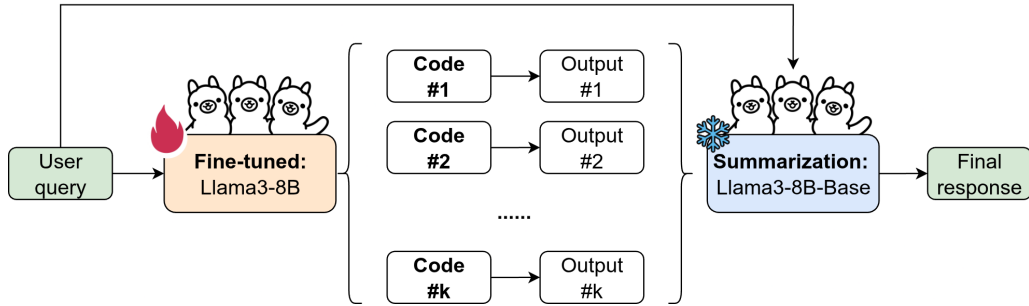 User
query
Fine-tuned:
Llama3-8B
Code
#1
Output
#1
Code
#2
Output
#2
......
Code
#k
Output
#k
Summarization:
Llama3-8B-Base
Final
response